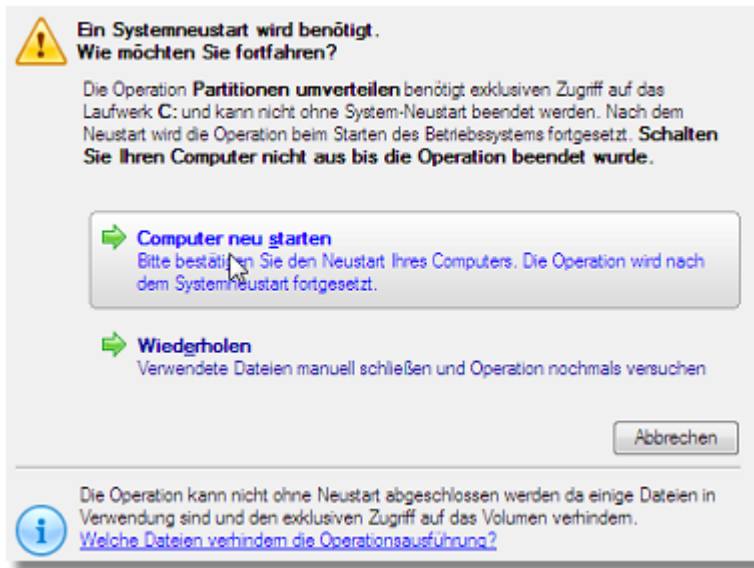 Ein Systemneustart wird benötigt.
Wie möchten Sie fortfahren?
Die Operation Partitionen umverteilen benötigt exklusiven Zugriff auf das
Laufwerk C: und kann nicht ohne System-Neustart beendet werden. Nach dem
Neustart wird die Operation beim Starten des Betriebssystems fortgesetzt. Schalten
Sie Ihren Computer nicht aus bis die Operation beendet wurde.
Computer neu starten
Bitte bestätigen Sie den Neustart Ihres Computers. Die Operation wird nach
dem Systemneustart fortgesetzt.
Wiederholen
Verwendete Dateien manuell schließen und Operation nochmals versuchen
Abbrechen
Die Operation kann nicht ohne Neustart abgeschlossen werden da einige Dateien in
Verwendung sind und den exklusiven Zugriff auf das Volumen verhindern.
Welche Dateien verhindern die Operationsausführung?